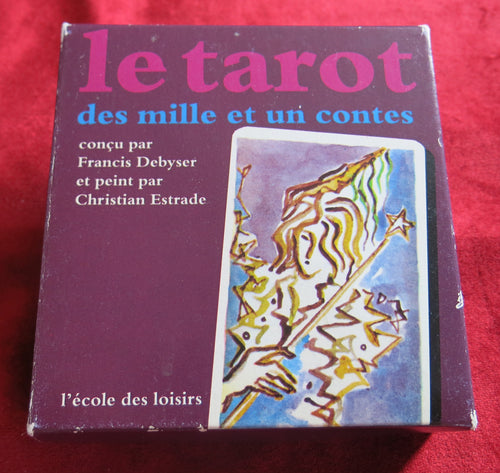 le tarot
des mille et un contes
conçu par
Francis Debyser
et peint par
Christian Estrade
l'école des loisirs